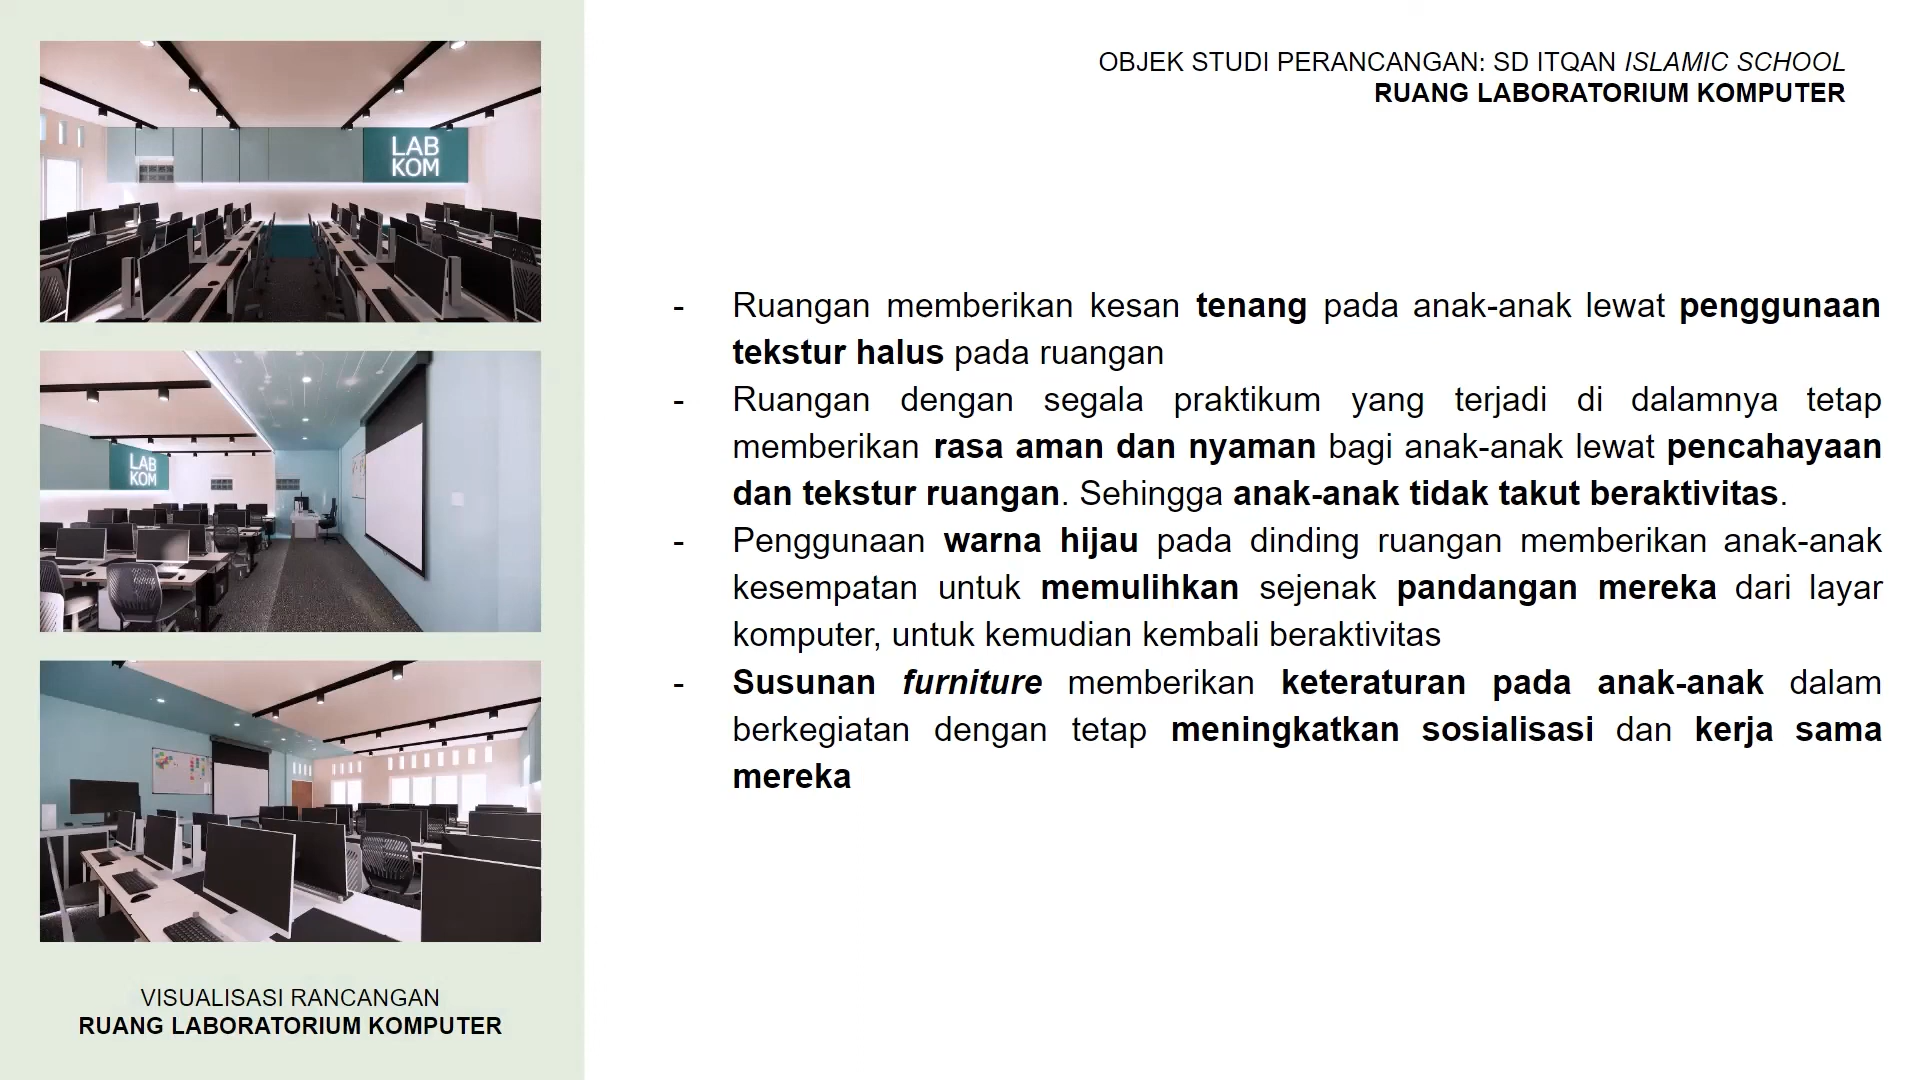 LAB
KOM
LAB
KOM
VISUALISASI RANCANGAN
RUANG LABORATORIUM KOMPUTER
OBJEK STUDI PERANCANGAN: SD ITQAN ISLAMIC SCHOOL
RUANG LABORATORIUM KOMPUTER
- Ruangan memberikan kesan tenang pada anak-anak lewat penggunaan
tekstur halus pada ruangan
- Ruangan dengan segala praktikum yang terjadi di dalamnya tetap
memberikan rasa aman dan nyaman bagi anak-anak lewat pencahayaan
dan tekstur ruangan. Sehingga anak-anak tidak takut beraktivitas.
- Penggunaan warna hijau pada dinding ruangan memberikan anak-anak
kesempatan untuk memulihkan sejenak pandangan mereka dari layar
komputer, untuk kemudian kembali beraktivitas
- Susunan furniture memberikan keteraturan pada anak-anak dalam
berkegiatan dengan tetap meningkatkan sosialisasi dan kerja sama
mereka